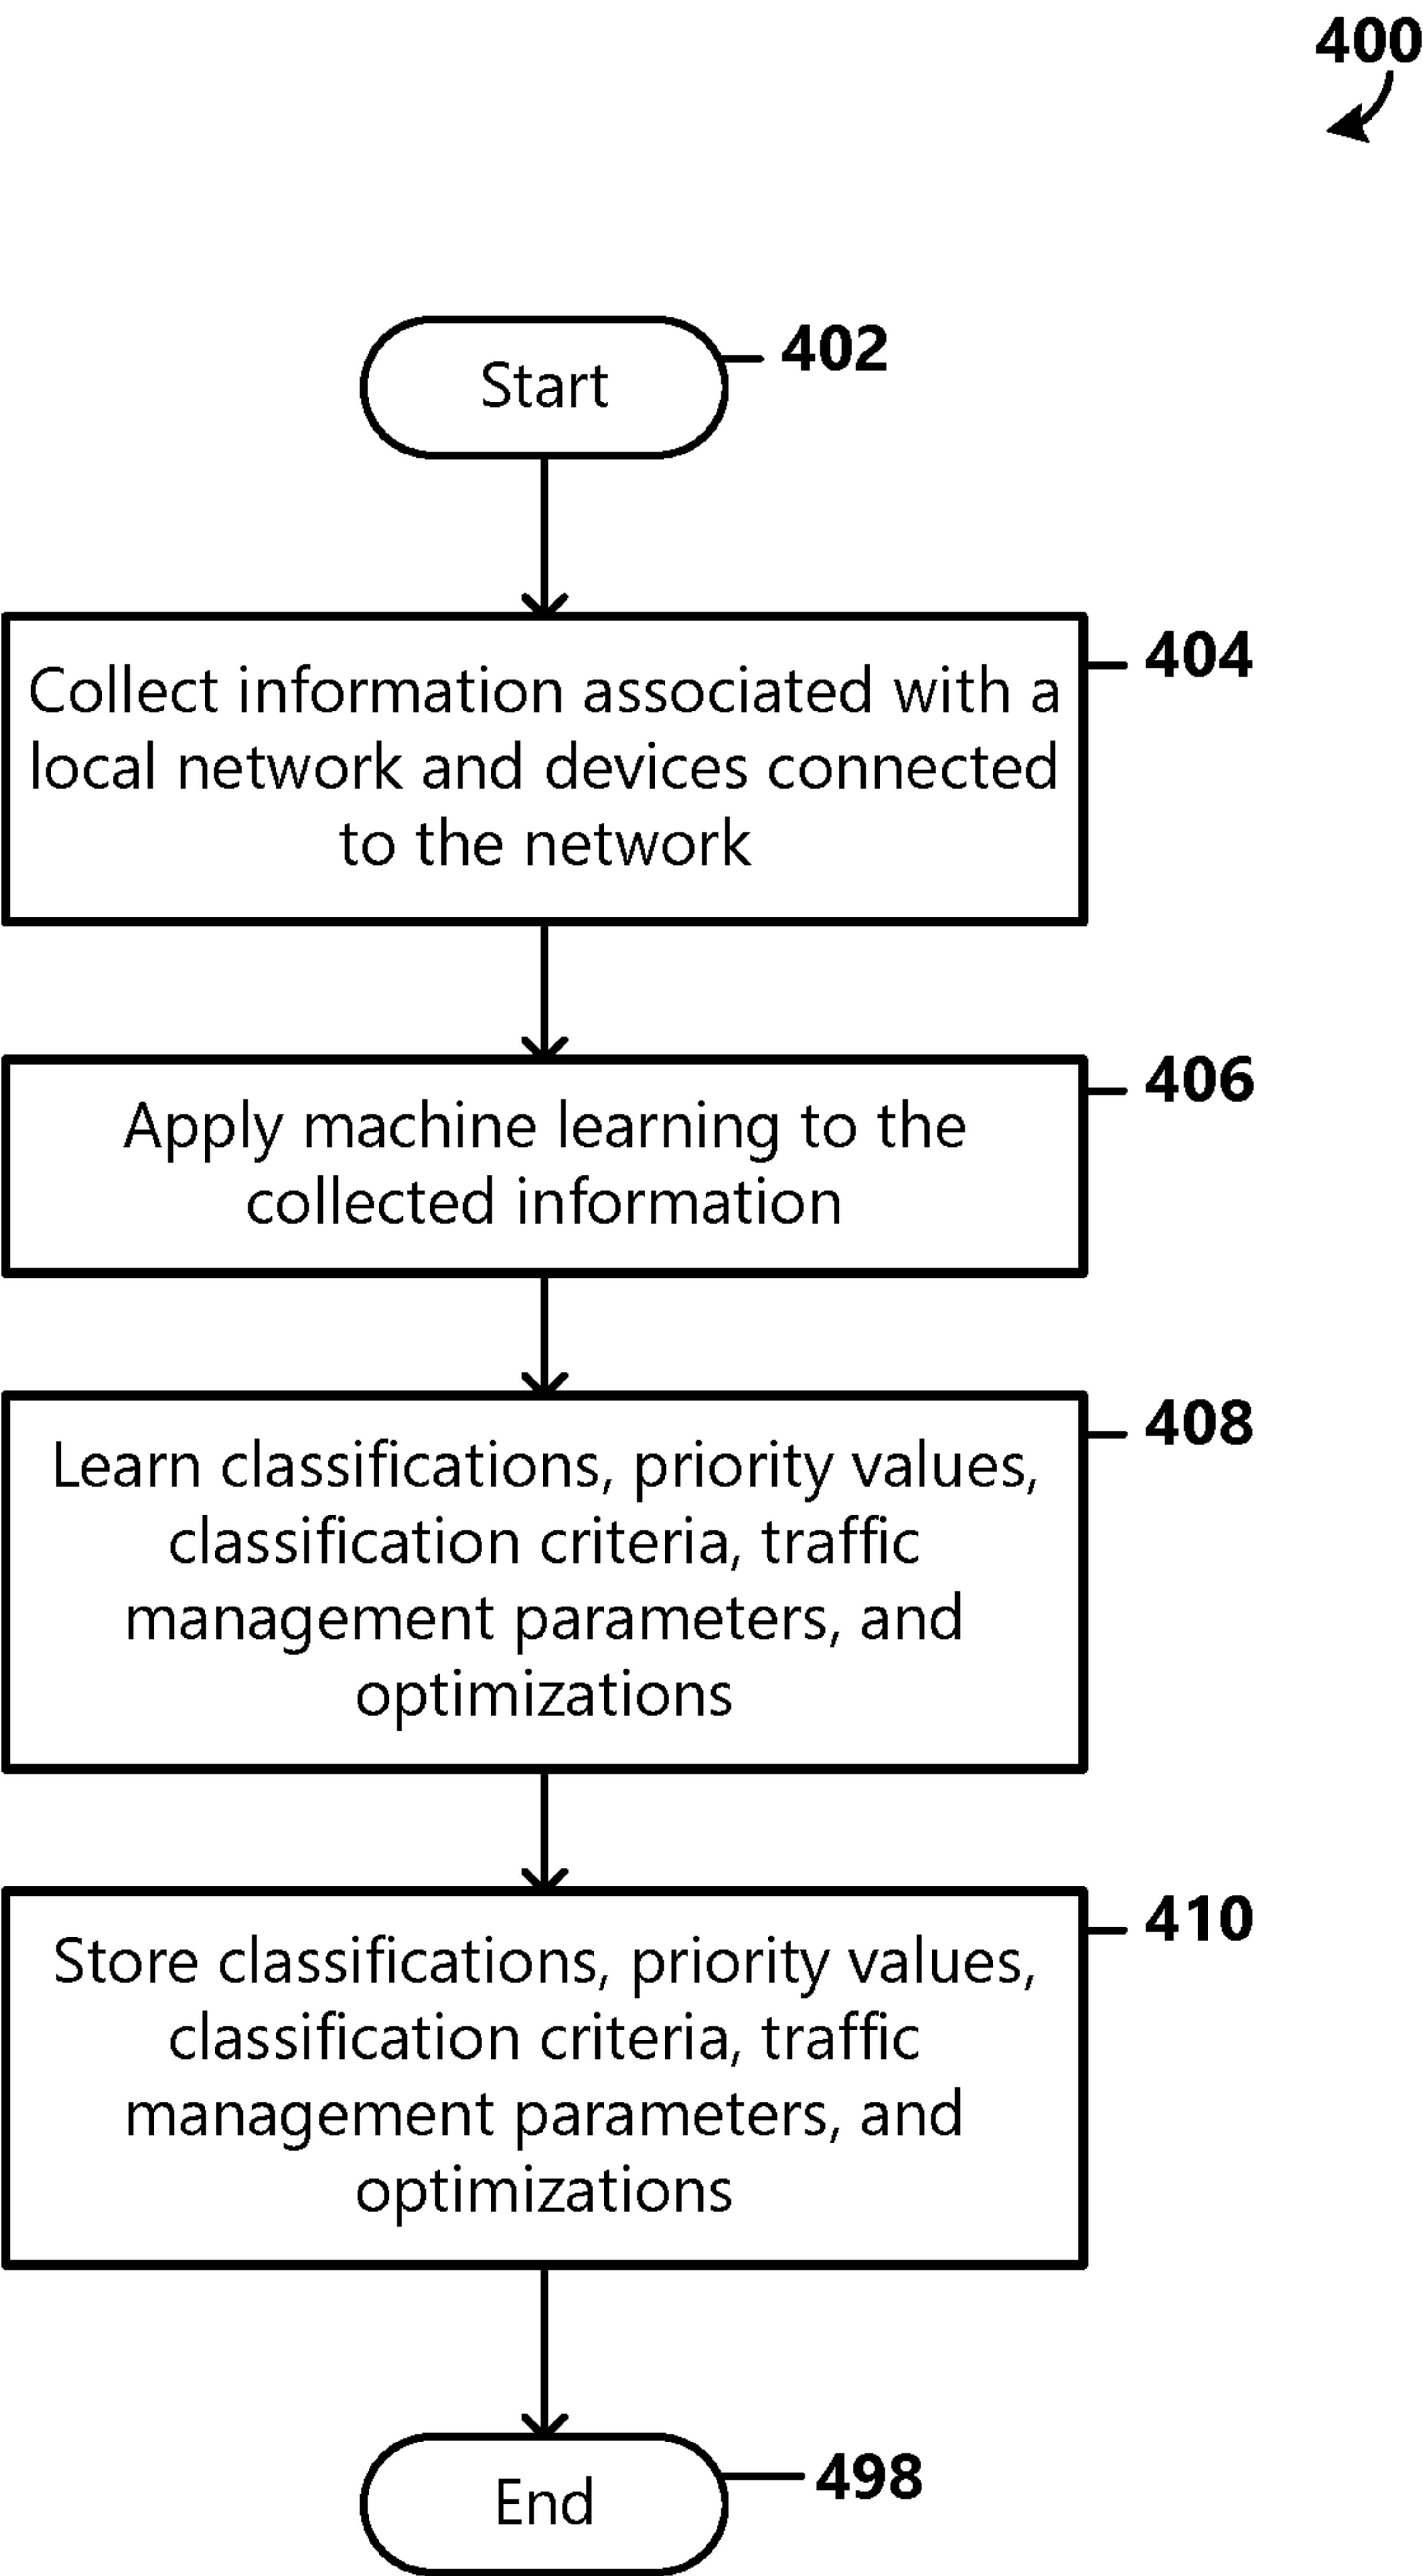 400
Start
402
Collect information associated with a
local network and devices connected
to the network
404
Apply machine learning to the
collected information
406
Learn classifications, priority values,
classification criteria, traffic
management parameters, and
optimizations
408
Store classifications, priority values,
classification criteria, traffic
management parameters, and
optimizations
410
End
498